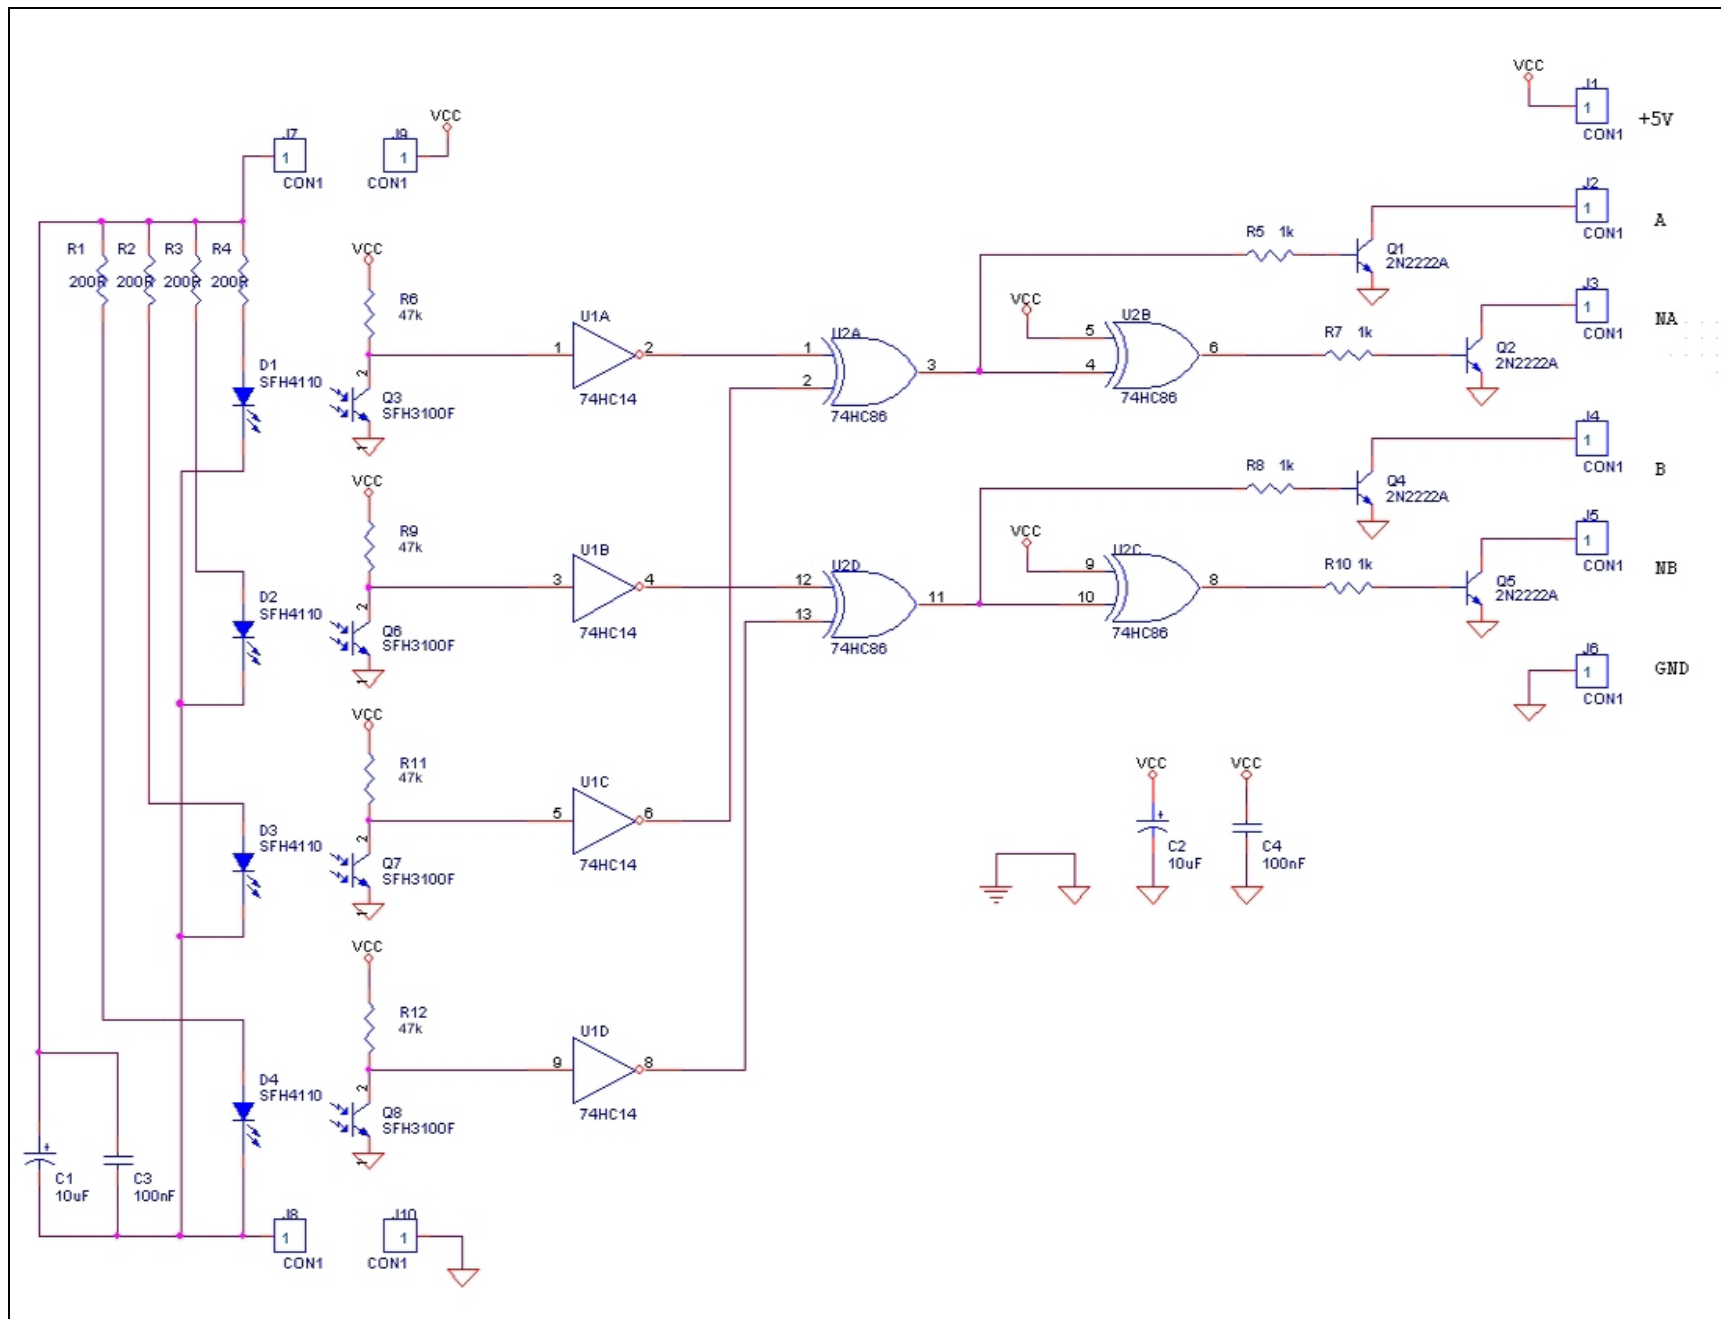 VCC
J1
1
CON1
+5V
J7
1
CON1
J9
1
CON1
VCC
J2
1
CON1
A
R1
200R
R2
200R
R3
200R
R4
200R
VCC
R6
47k
R5 1k
Q1
2N2222A
J3
1
CON1
NA
D1
SFH4110
2
Q3
SFH3100F
1
1
U1A
2
74HC14
1
2
U2A
3
74HC86
VCC
5
4
U2B
6
74HC86
R7 1k
Q2
2N2222A
J4
1
CON1
B
VCC
R9
47k
R8 1k
Q4
2N2222A
J5
1
CON1
NB
D2
SFH4110
2
Q6
SFH3100F
1
3
U1B
4
74HC14
12
13
U2D
11
74HC86
VCC
9
10
U2C
8
74HC86
R10 1k
Q5
2N2222A
J6
1
CON1
GND
VCC
R11
47k
D3
SFH4110
2
Q7
SFH3100F
1
5
U1C
6
74HC14
VCC
C2
10uF
VCC
C4
100nF
VCC
R12
47k
D4
SFH4110
2
Q8
SFH3100F
1
9
U1D
8
74HC14
C1
10uF
C3
100nF
J8
1
CON1
J10
1
CON1